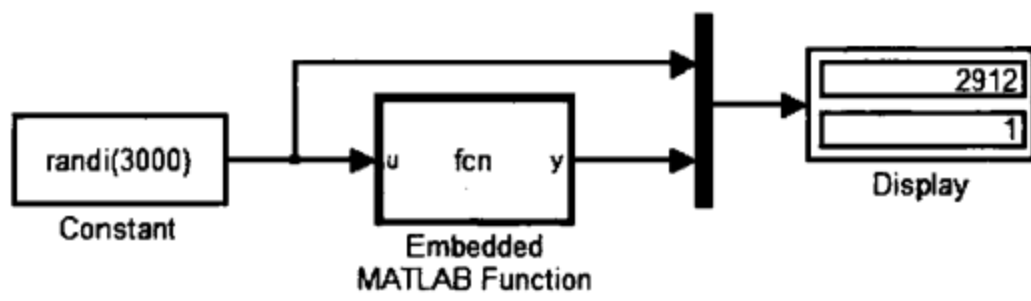 2912
randi(3000)
u
fcn
y
1
Constant
Display
Embedded
MATLAB Function